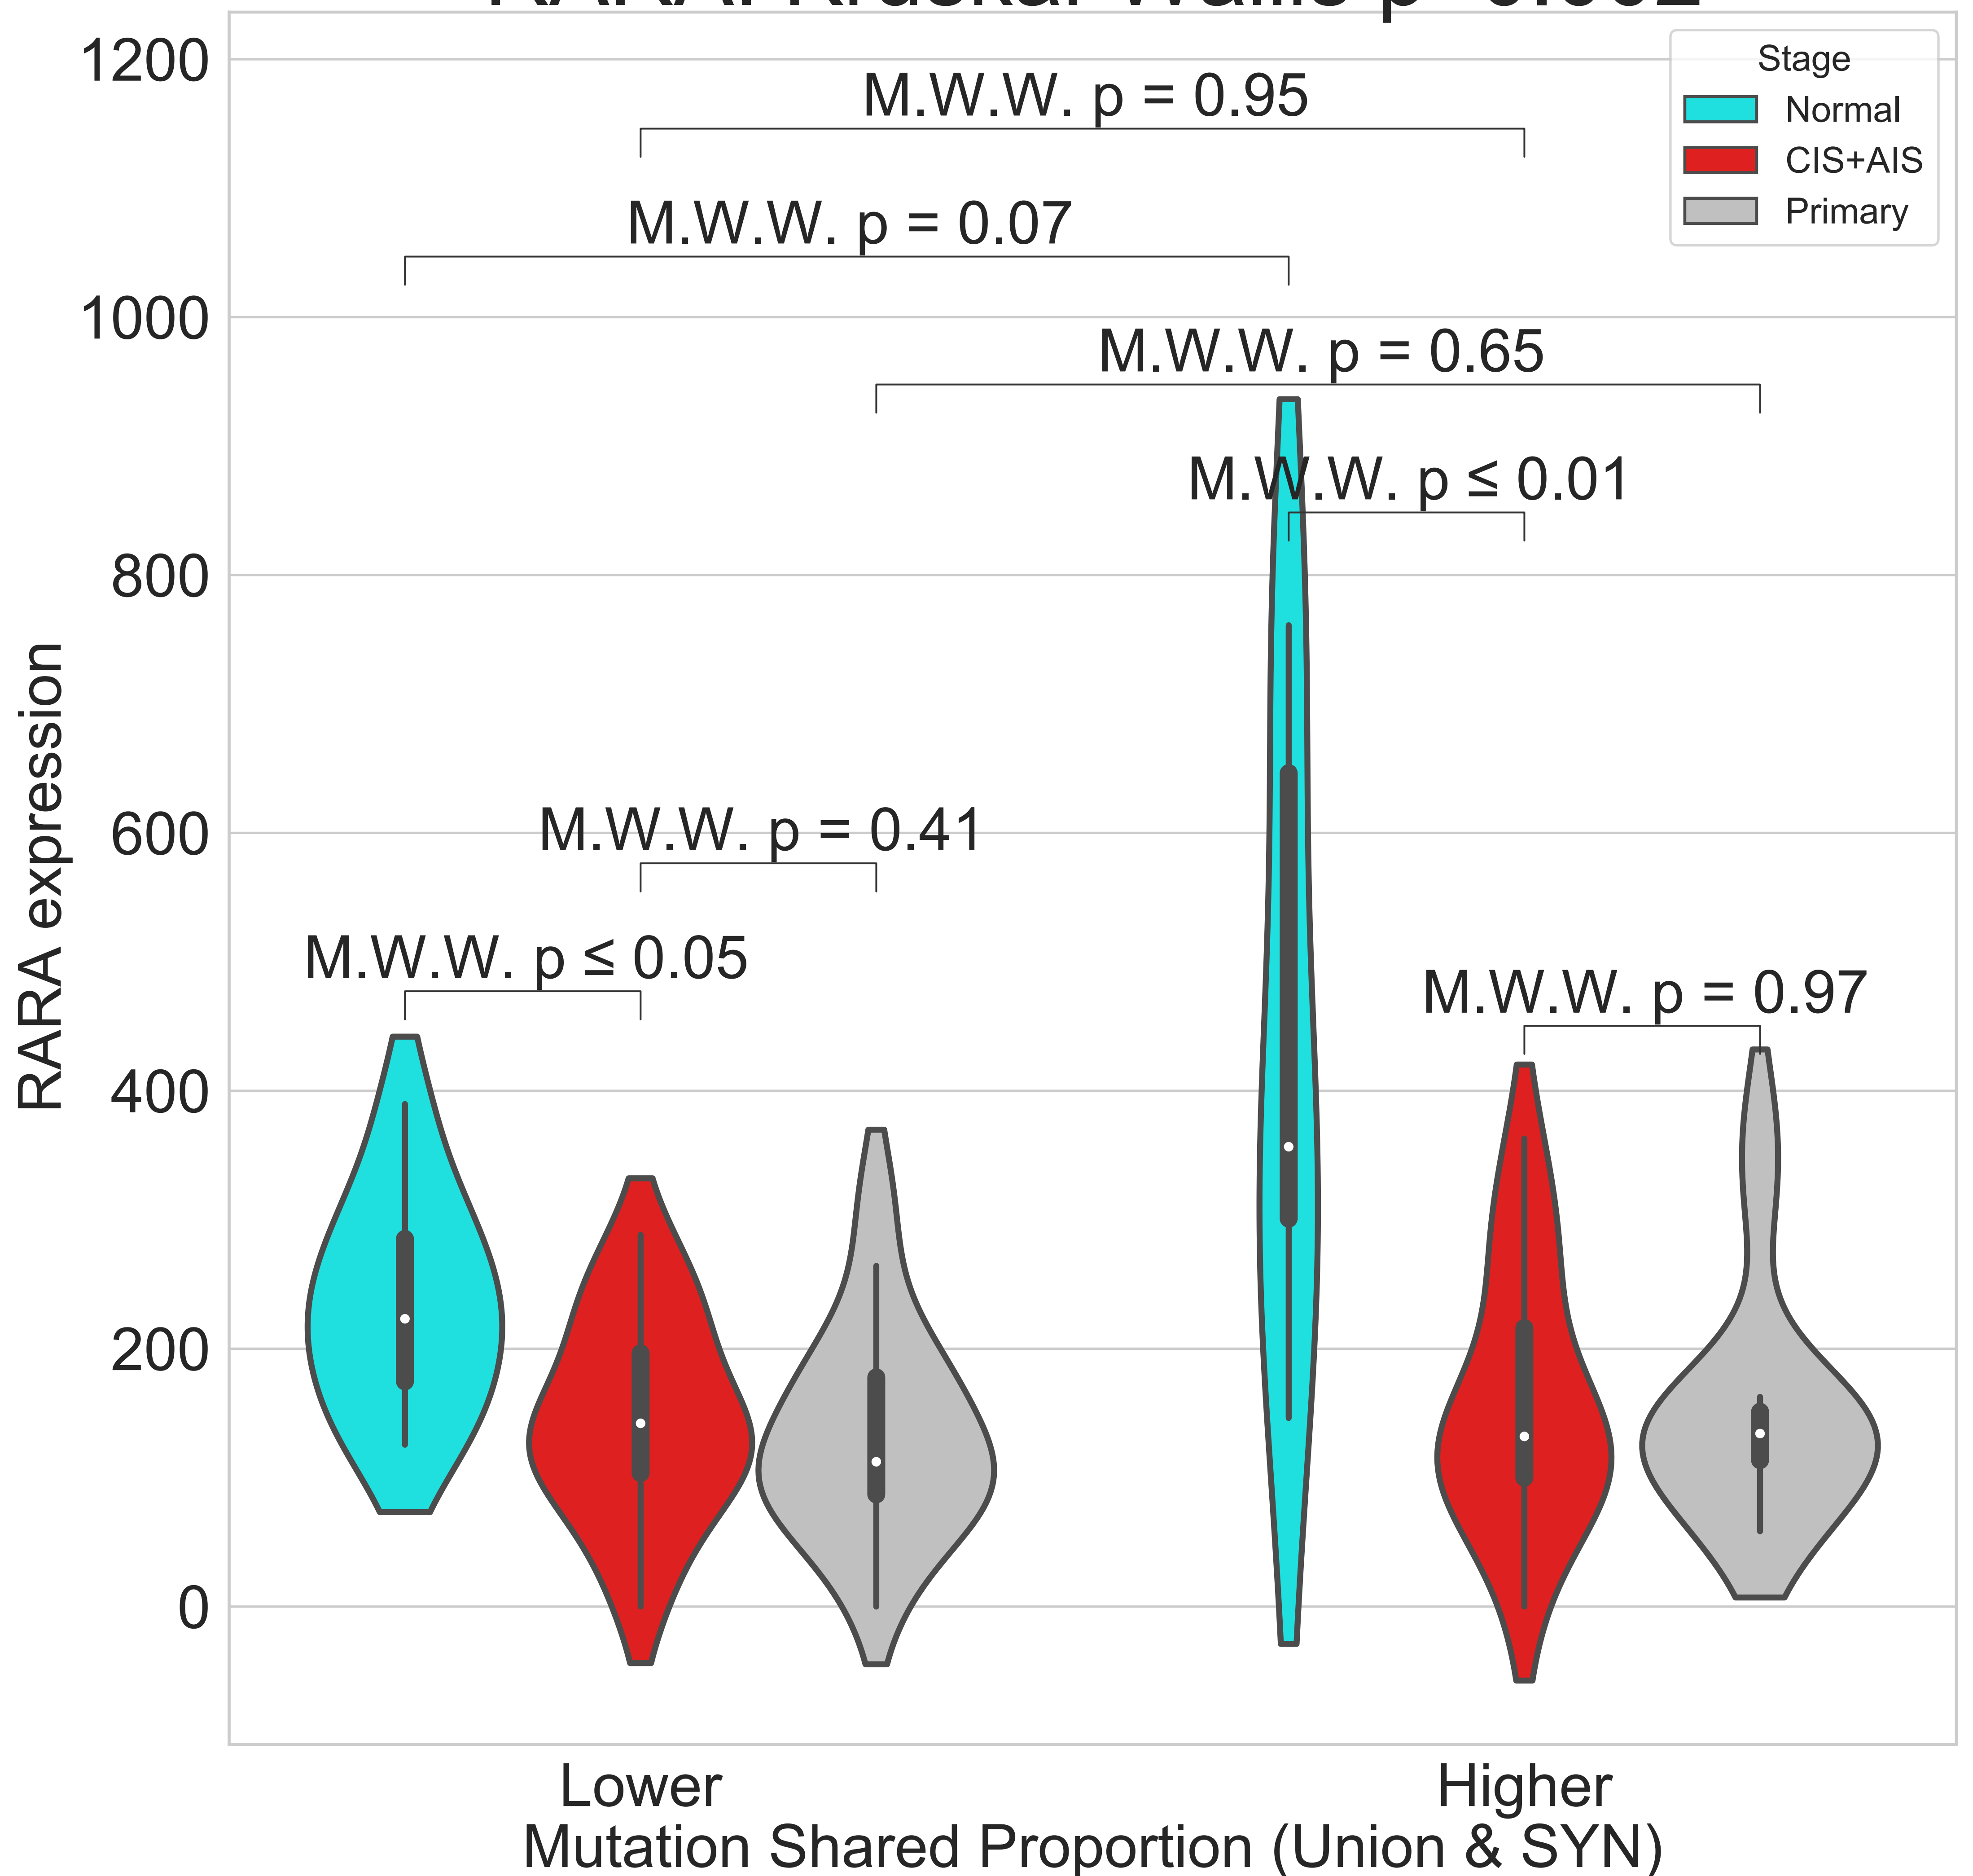 1200
1000
800
600
400
200
0
RARA expression
M.W.W. p = 0.95
M.W.W. p = 0.07
M.W.W. p = 0.65
M.W.W. p ≤ 0.01
M.W.W. p = 0.41
M.W.W. p ≤ 0.05
M.W.W. p = 0.97
Stage
Normal
CIS+AIS
Primary
Lower
Higher
Mutation Shared Proportion (Union & SYN)